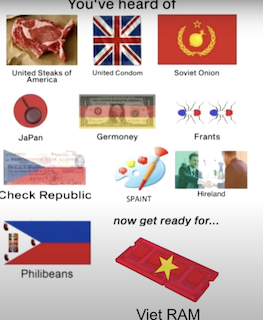 You've heard of
United Steaks of
America
United Condom
Soviet Onion
JaPan
Germoney
Frants
Check Republic
SPAINT
Hireland
now get ready for...
Philibeans
Viet RAM